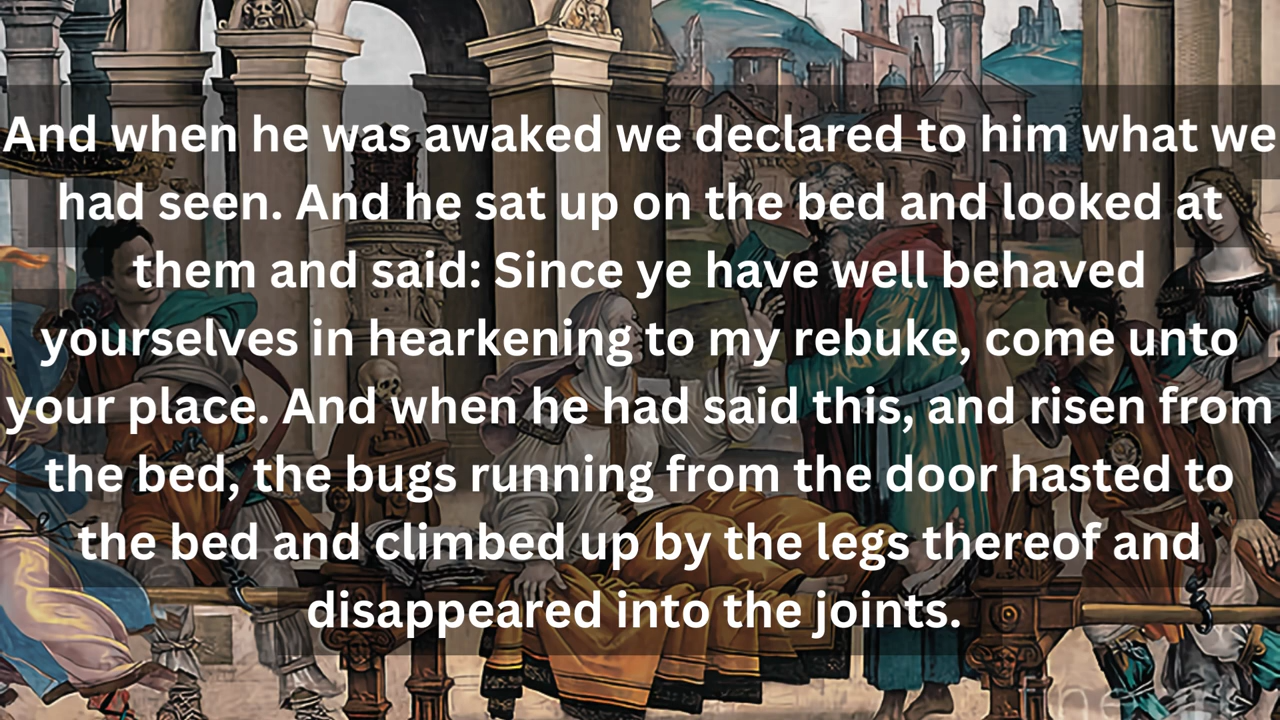 And when he was awaked we declared to him what we
had seen. And he sat up on the bed and looked at
them and said: Since ye have well behaved
yourselves in hearkening to my rebuke, come unto
your place. And when he had said this, and risen from
the bed, the bugs running from the door hasted to
the bed and climbed up by the legs thereof and
disappeared into the joints.